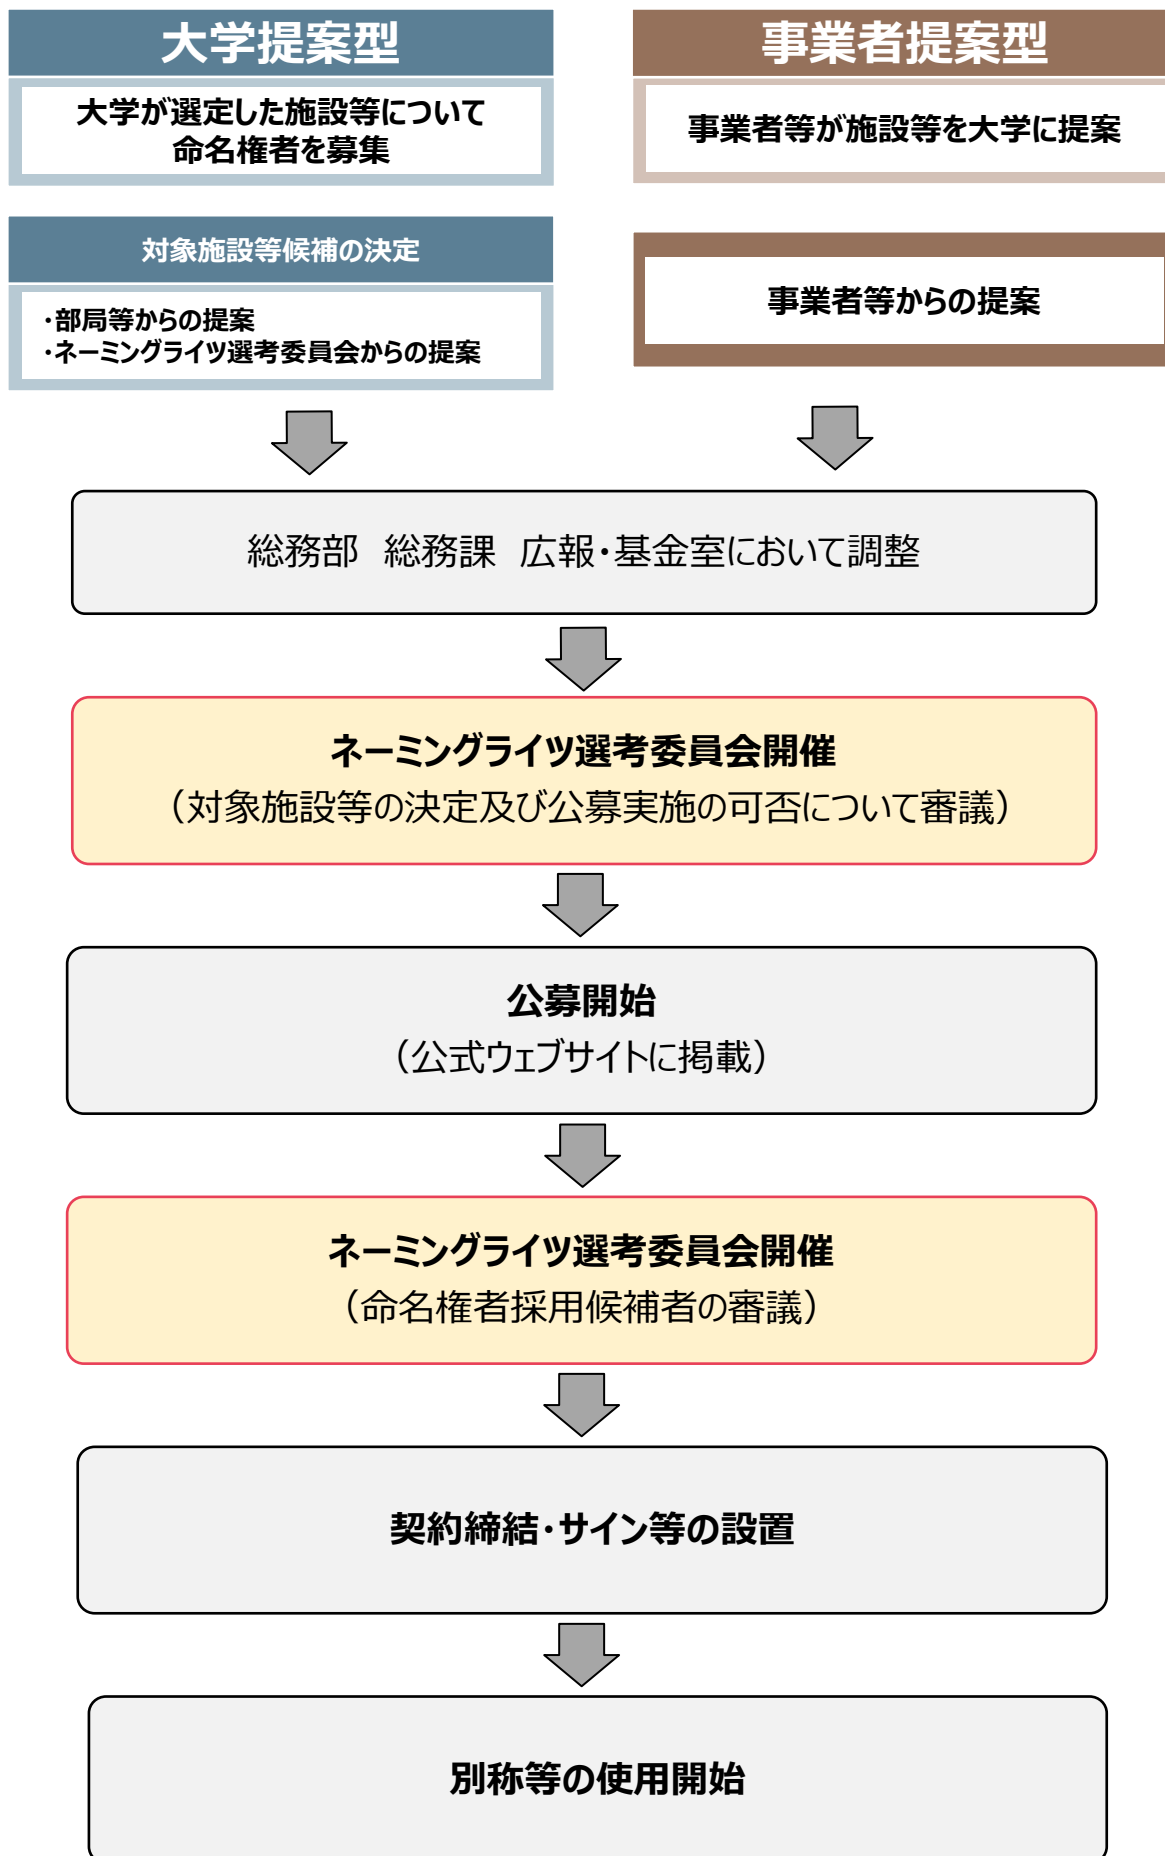 大学提案型
大学が選定した施設等について
命名権者を募集
対象施設等候補の決定
・部局等からの提案
・ネーミングライツ選考委員会からの提案
事業者提案型
事業者等が施設等を大学に提案
事業者等からの提案
総務部　総務課　広報・基金室において調整
ネーミングライツ選考委員会開催
（対象施設等の決定及び公募実施の可否について審議）
公募開始
（公式ウェブサイトに掲載）
ネーミングライツ選考委員会開催
（命名権者採用候補者の審議）
契約締結・サイン等の設置
別称等の使用開始